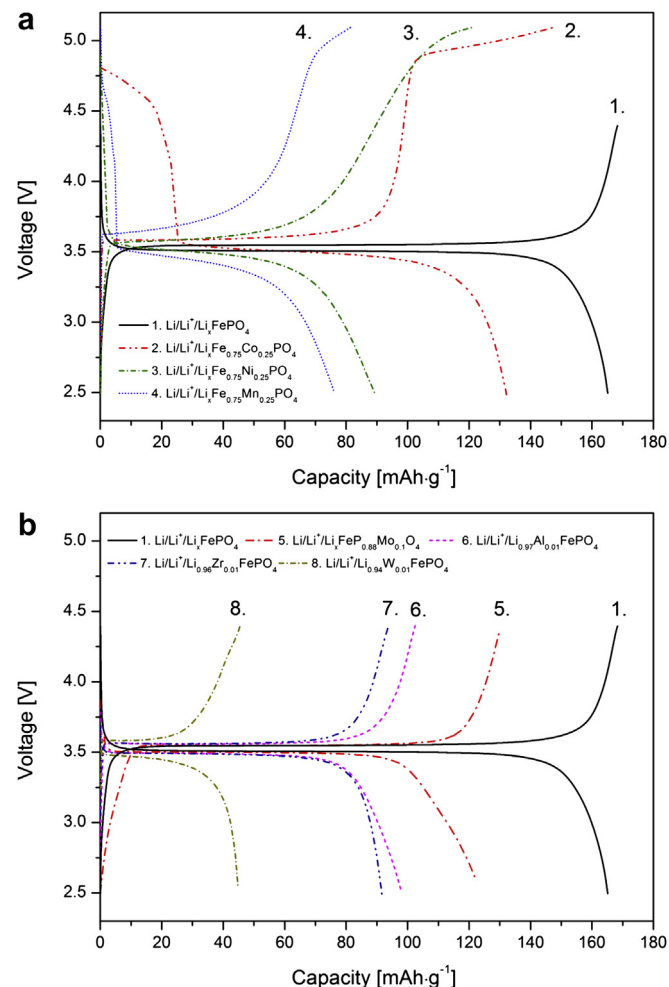 a
5.0
4.5
4.0
3.5
3.0
2.5
Voltage [V]
4.
3.
2.
1.
1. Li/Li⁺/LiₓFePO₄
2. Li/Li⁺/LiₓFe₀.₇₅Co₀.₂₅PO₄
3. Li/Li⁺/LiₓFe₀.₇₅Ni₀.₂₅PO₄
4. Li/Li⁺/LiₓFe₀.₇₅Mn₀.₂₅PO₄
0 20 40 60 80 100 120 140 160 180
Capacity [mAh·g⁻¹]
b
1. Li/Li⁺/LiₓFePO₄ 5. Li/Li⁺/LiₓFeP₀.₈₈Mo₀.₁O₄ 6. Li/Li⁺/Li₀.₉₇Al₀.₀₁FePO₄
7. Li/Li⁺/Li₀.₉₆Zr₀.₀₁FePO₄ 8. Li/Li⁺/Li₀.₉₄W₀.₀₁FePO₄
5.0
4.5
4.0
3.5
3.0
2.5
Voltage [V]
8.
7.
6.
5.
1.
0 20 40 60 80 100 120 140 160 180
Capacity [mAh·g⁻¹]